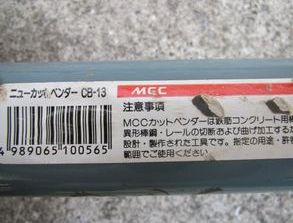 ニューカットベンダー CB-13
MCC
注意事項
MCCカットベンダーは鉄筋コンクリート用棒
異形棒鋼・レールの切断および曲げ加工するか
設計・製作された工具です。指定の用途・許容
範囲でご使用ください。
4 989065 100565